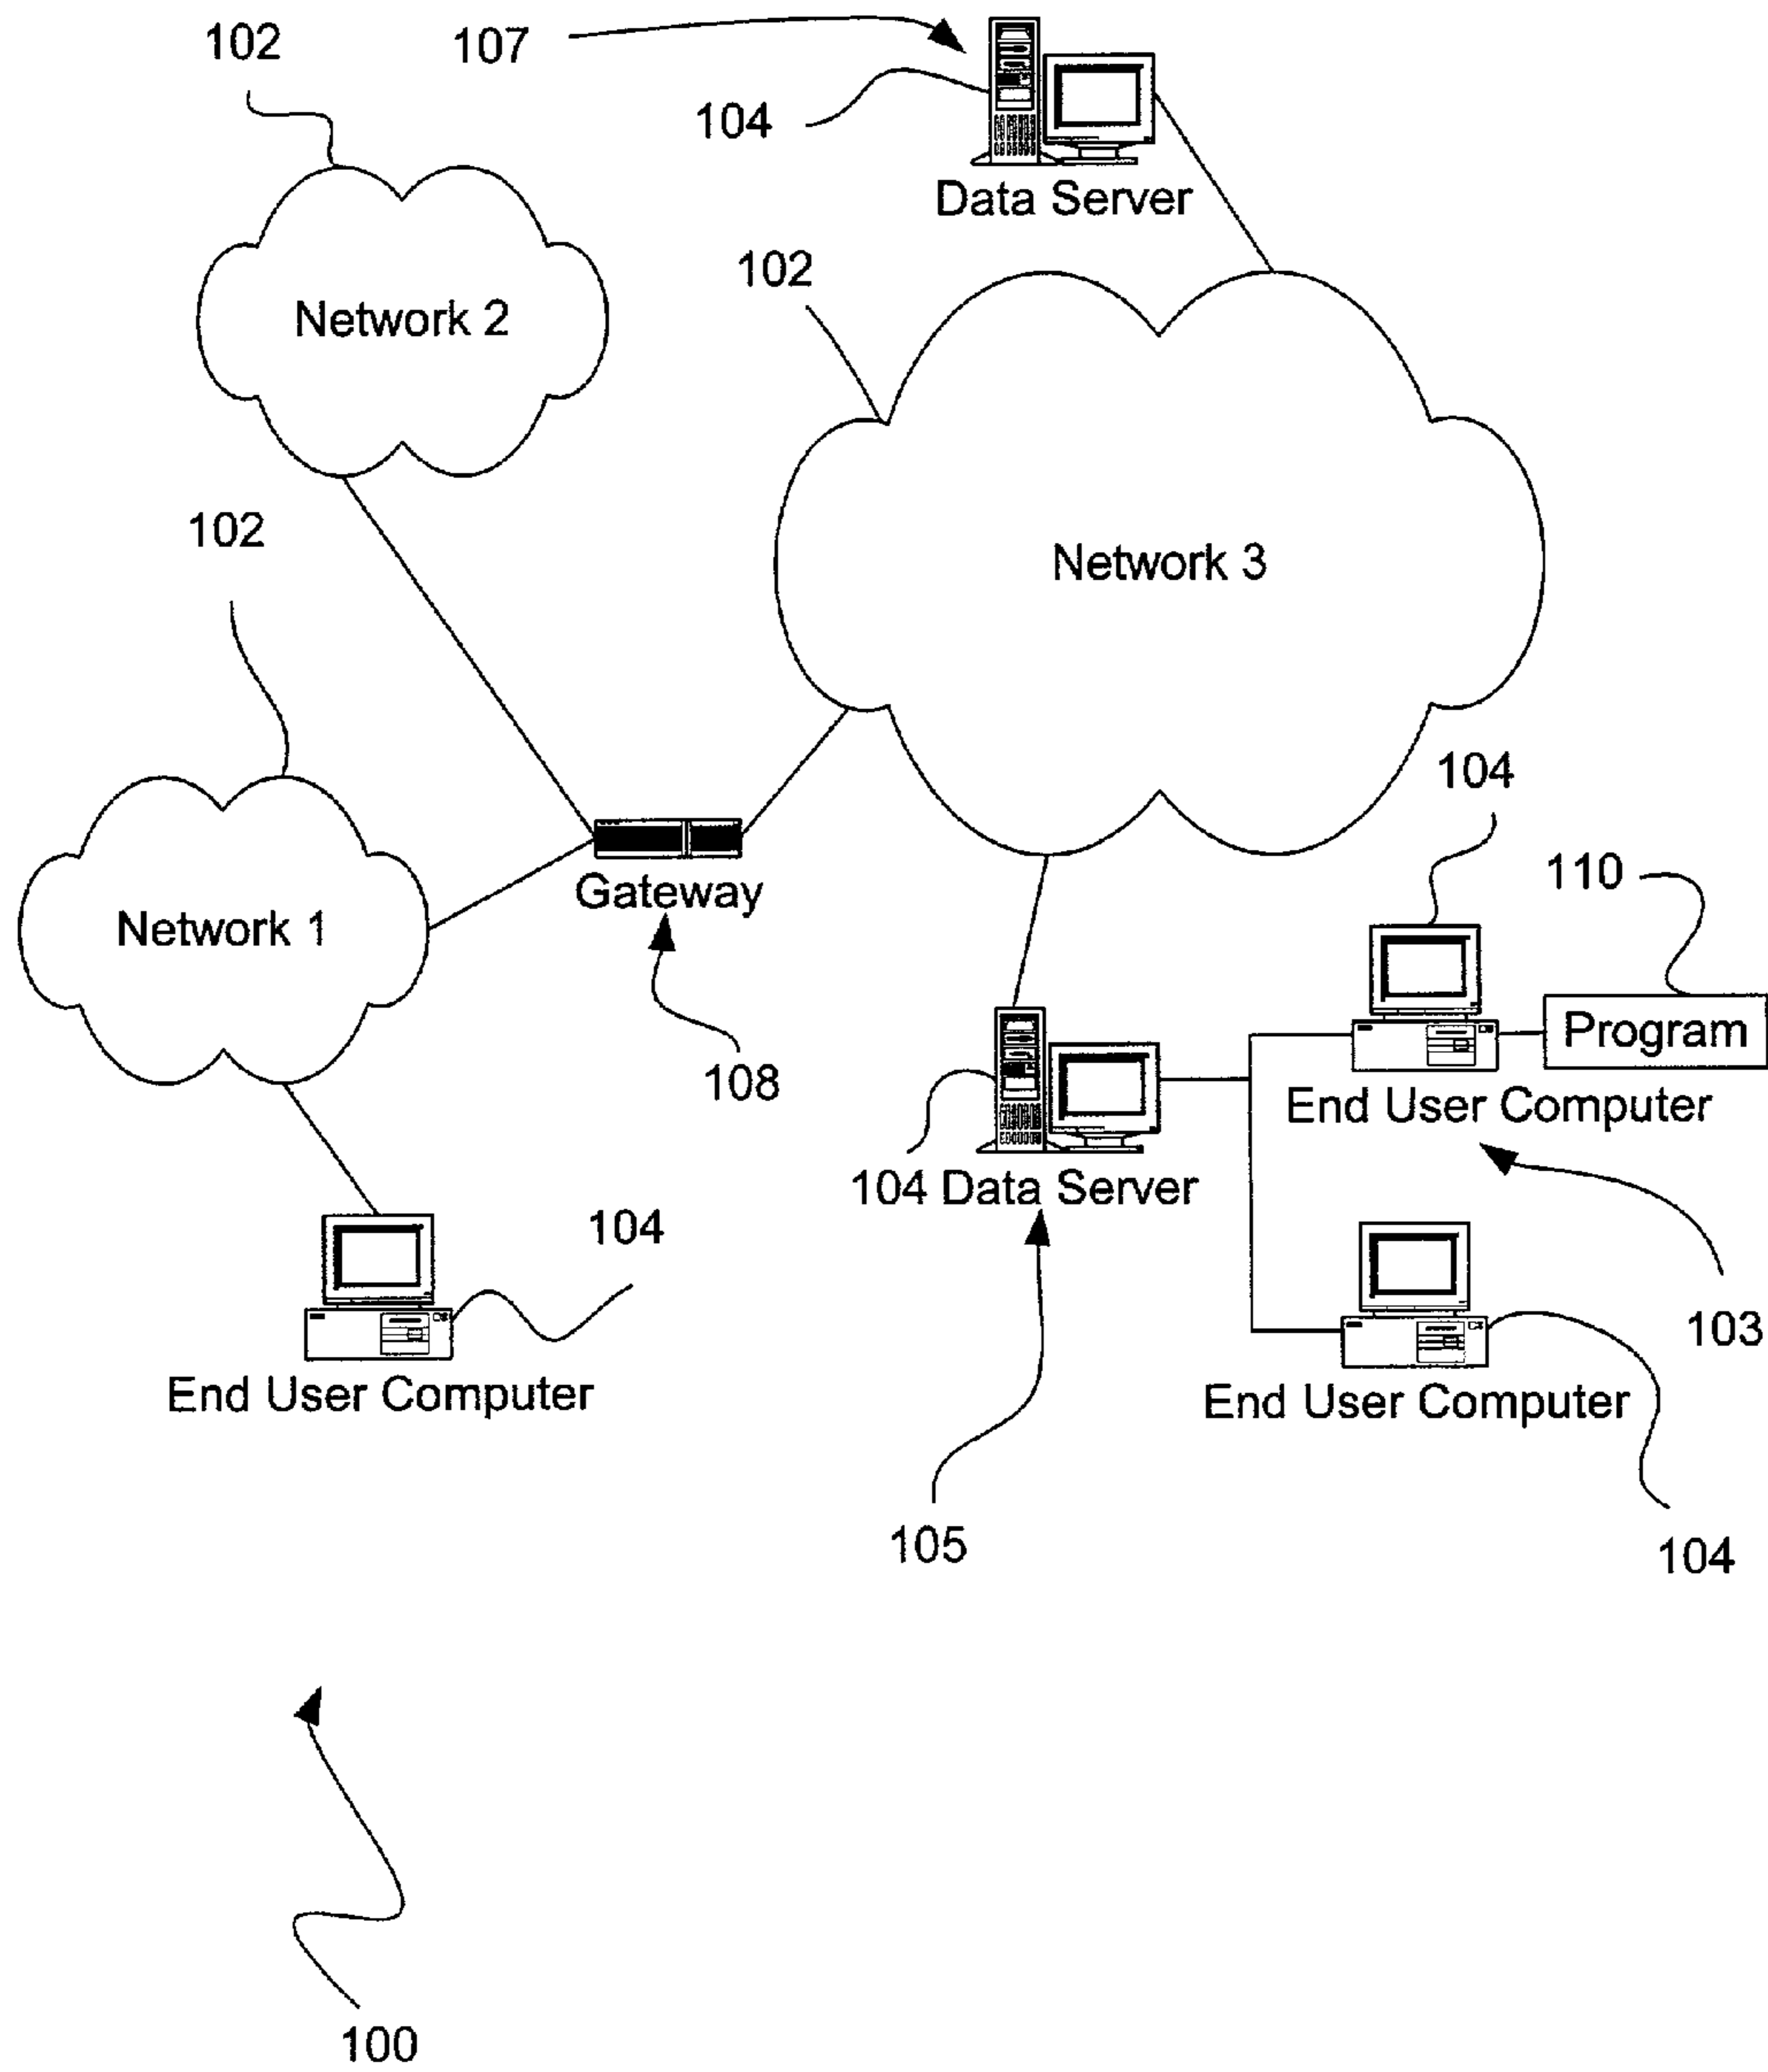 102
107
104
Data Server
102
Network 2
102
Network 3
104
110
Gateway
Network 1
Program
108
End User Computer
104 Data Server
104
103
End User Computer
End User Computer
105
104
100